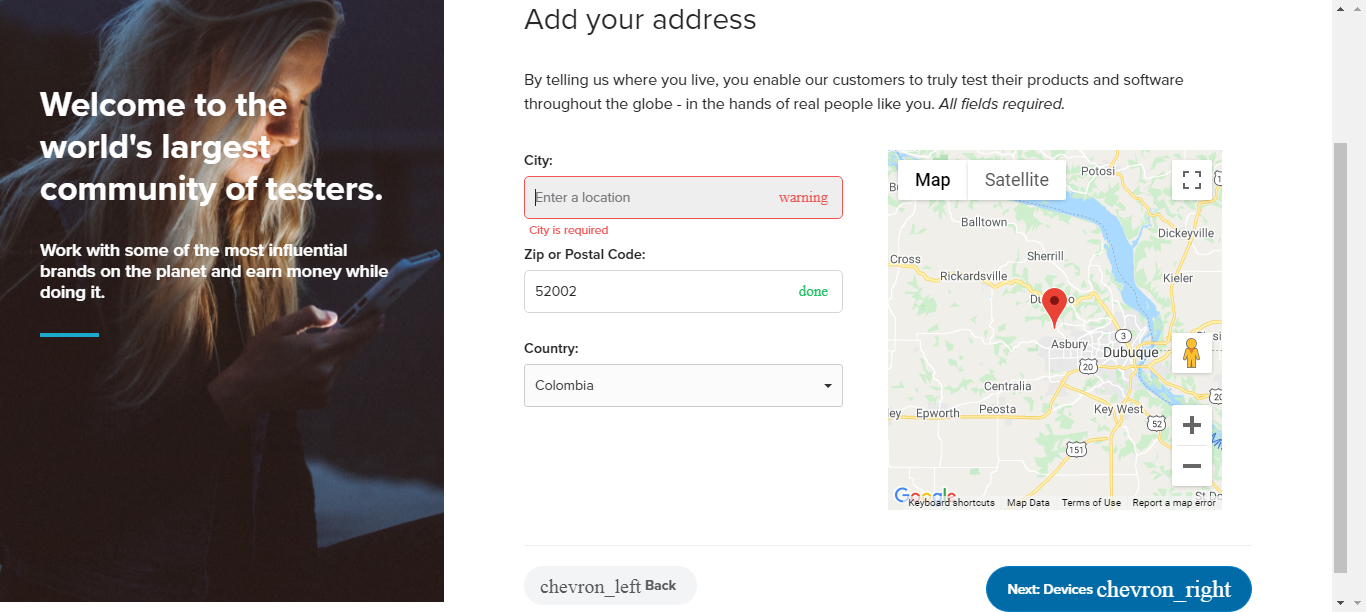 Add your address
Welcome to the
world's largest
community of testers.
Work with some of the most influential
brands on the planet and earn money while
doing it.
By telling us where you live, you enable our customers to truly test their products and software
throughout the globe - in the hands of real people like you. All fields required.
City:
Enter a location
warning
City is required
Zip or Postal Code:
52002
done
Country:
Colombia
Map
Satellite
Potosi
Balltown
Dickeyville
Cross
Sherrill
Rickardsville
Kieler
Asbury
3
Dubuque
20
Centralia
Peosta
Key West
Epworth
52
151
Google
Keyboard shortcuts
Map Data
Terms of Use
Report a map error
chevron_left Back
Next: Devices chevron_right